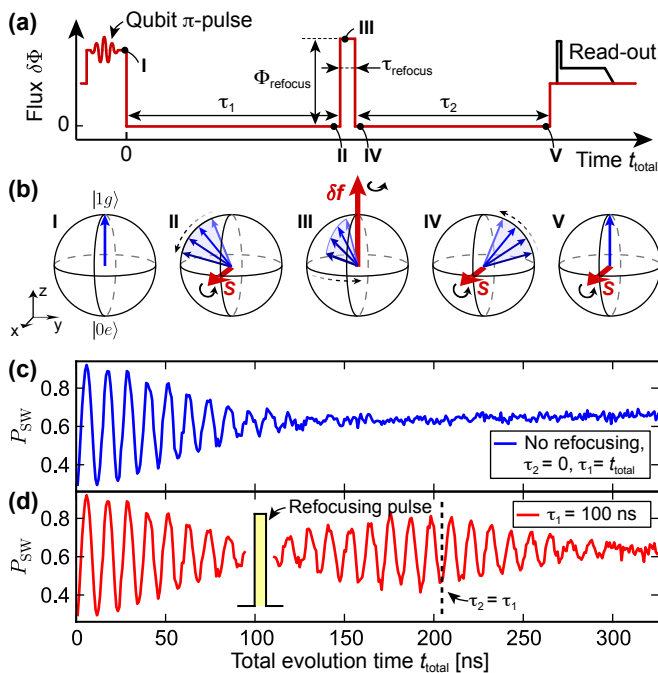 (a)
Qubit π-pulse
Flux δΦ
0
I
II
III
IV
V
Φrefocus
τrefocus
τ1
τ2
Read-out
0
Time ttotal
(b)
I
|1g⟩
|0e⟩
z
x
y
II
S
III
δf
IV
S
V
S
(c)
PSW
0.8
0.6
0.4
No refocusing,
τ2 = 0, τ1 = ttotal
(d)
PSW
0.8
0.6
0.4
Refocusing pulse
τ1 = 100 ns
τ2 = τ1
0 50 100 150 200 250 300
Total evolution time ttotal [ns]